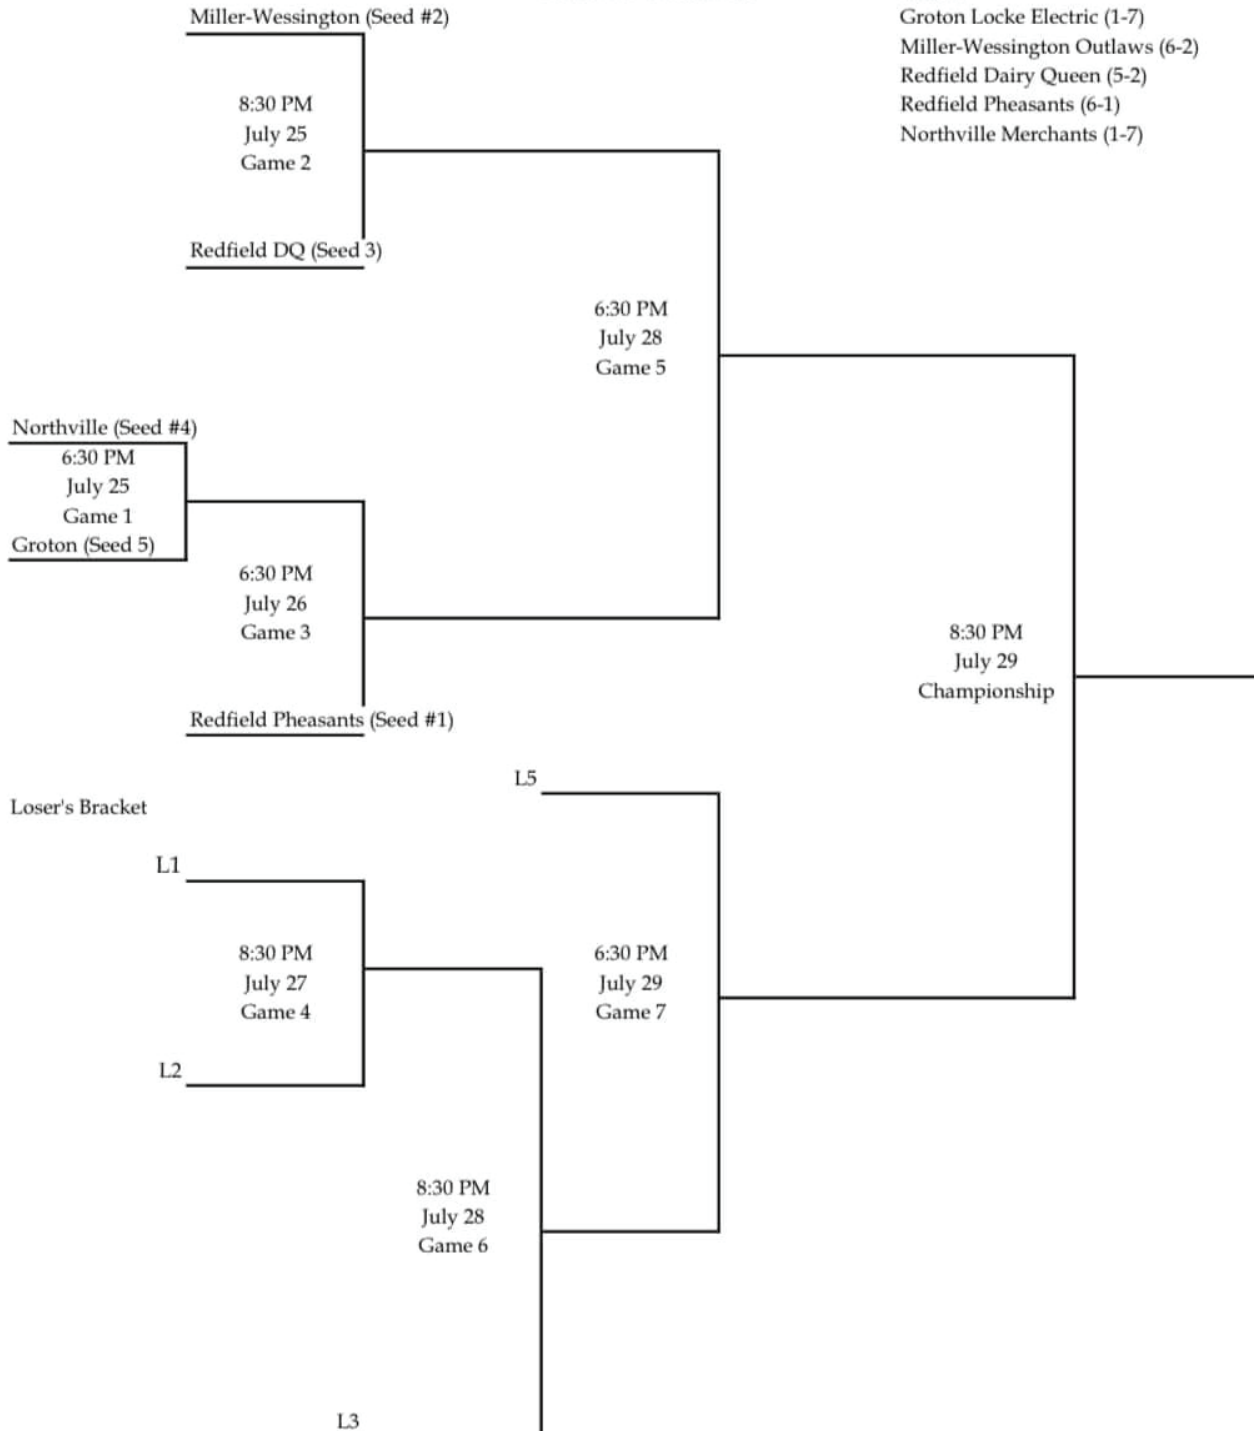 Miller-Wessington (Seed #2)
8:30 PM
July 25
Game 2
Redfield DQ (Seed 3)
Groton Locke Electric (1-7)
Miller-Wessington Outlaws (6-2)
Redfield Dairy Queen (5-2)
Redfield Pheasants (6-1)
Northville Merchants (1-7)
6:30 PM
July 28
Game 5
Northville (Seed #4)
6:30 PM
July 25
Game 1
Groton (Seed 5)
6:30 PM
July 26
Game 3
Redfield Pheasants (Seed #1)
8:30 PM
July 29
Championship
Loser's Bracket
L5
L1
8:30 PM
July 27
Game 4
L2
6:30 PM
July 29
Game 7
8:30 PM
July 28
Game 6
L3